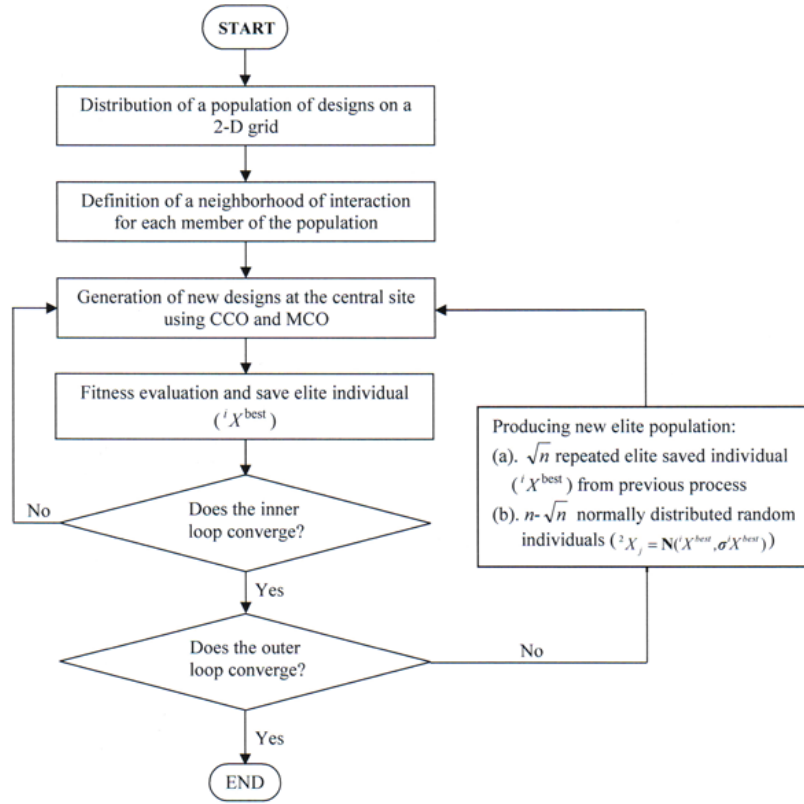 START
Distribution of a population of designs on a
2-D grid
Definition of a neighborhood of interaction
for each member of the population
Generation of new designs at the central site
using CCO and MCO
Fitness evaluation and save elite individual
( ⁱX^best )
No
Does the inner
loop converge?
Yes
Does the outer
loop converge?
No
Yes
END
Producing new elite population:
(a). √n repeated elite saved individual
( ⁱX^best ) from previous process
(b). n-√n normally distributed random
individuals ( ²X_j = N(ⁱX^best, σⁱX^best) )